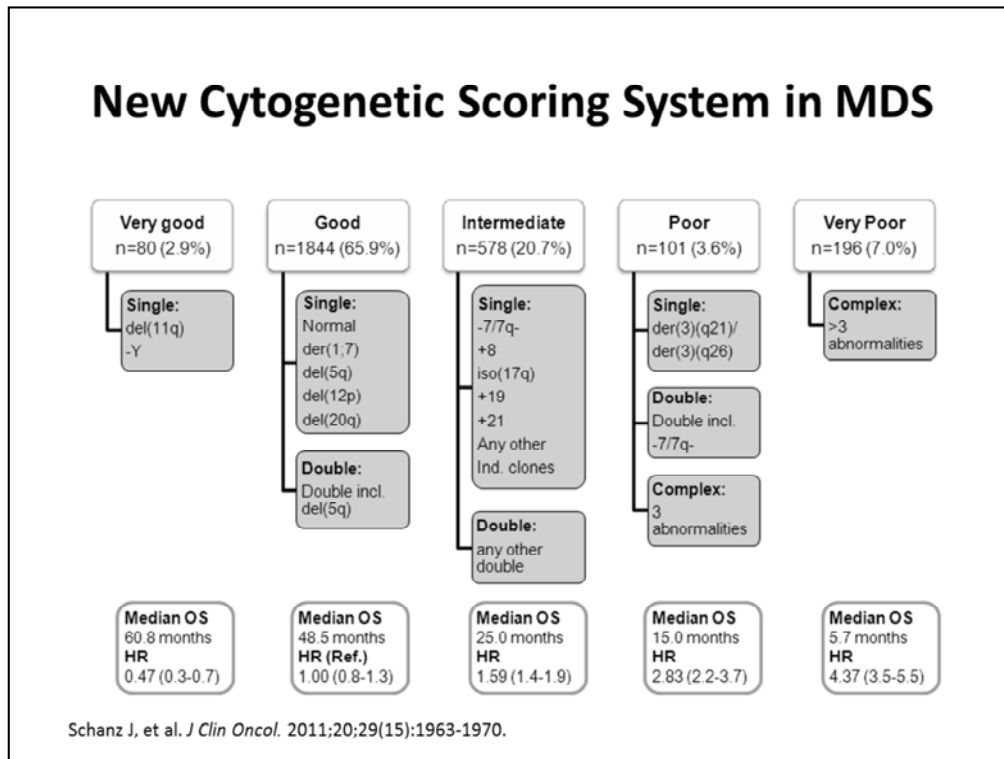 New Cytogenetic Scoring System in MDS
Very good
n=80 (2.9%)
Single:
del(11q)
-Y
Good
n=1844 (65.9%)
Single:
Normal
der(1;7)
del(5q)
del(12p)
del(20q)
Double:
Double incl.
del(5q)
Intermediate
n=578 (20.7%)
Single:
-7/7q-
+8
iso(17q)
+19
+21
Any other
Ind. clones
Double:
any other
double
Poor
n=101 (3.6%)
Single:
der(3)(q21)/
der(3)(q26)
Double:
Double incl.
-7/7q-
Complex:
3
abnormalities
Very Poor
n=196 (7.0%)
Complex:
>3
abnormalities
Median OS
60.8 months
HR
0.47 (0.3-0.7)
Median OS
48.5 months
HR (Ref.)
1.00 (0.8-1.3)
Median OS
25.0 months
HR
1.59 (1.4-1.9)
Median OS
15.0 months
HR
2.83 (2.2-3.7)
Median OS
5.7 months
HR
4.37 (3.5-5.5)
Schanz J, et al. J Clin Oncol. 2011;20;29(15):1963-1970.